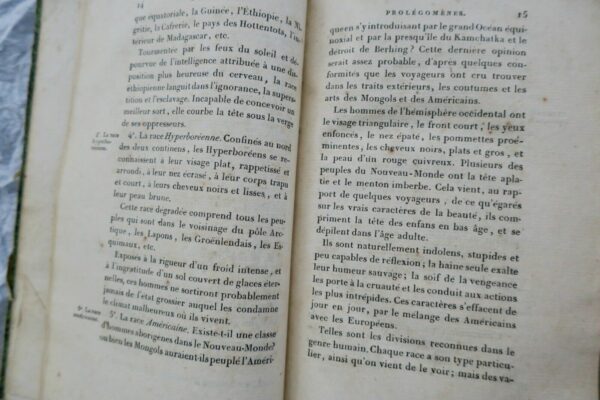 14
que équatoriale, la Guinée, l'Éthiopie, la Ni-
gritie, la Cafrerie, le pays des Hottentots, l'in-
térieur de Madagascar, etc.
Tourmentée par les feux du soleil et dé-
pourvue de l'intelligence attribuée à une dis-
position plus heureuse du cerveau, la race
éthiopienne languit dans l'ignorance, la supersti-
tion et l'esclavage. Incapable de concevoir un
meilleur sort, elle courbe la tête sous la verge
de ses oppresseurs.
4°. La race
hyperbo-
réenne.
4°. La race Hyperboréenne. Confinés au nord
des deux continens, les Hyperboréens se re-
connaissent à leur visage plat, rappetissé et
arrondi, à leur nez écrasé, à leur corps trapu
et court, à leurs cheveux noirs et lisses, et à
leur peau brune.
Cette race dégradée comprend tous les peu-
ples qui sont dans le voisinage du pôle Arc-
tique, les Lapons, les Groënlendais, les Es-
quimaux, etc.
Exposés à la rigueur d'un froid intense, et
à l'ingratitude d'un sol couvert de glaces éter-
nelles, ces hommes ne sortiront probablement
jamais de l'état grossier auquel les condamne
le climat malheureux où ils vivent.
5°. La race
américaine.
5°. La race Américaine. Existe-t-il une classe
d'hommes aborigènes dans le Nouveau-Monde?
ou bien les Mongols auraient-ils peuplé l'Améri-
PROLÉGOMÈNES.
15
queen s'y introduisant par le grand Océan équi-
noxial et par la presqu'île du Kamchatka et le
détroit de Berhing? Cette dernière opinion
serait assez probable, d'après quelques con-
formités que les voyageurs ont cru trouver
dans les traits extérieurs, les coutumes et les
arts des Mongols et des Américains.
Les hommes de l'hémisphère occidental ont
le visage triangulaire, le front court, les yeux
enfoncés, le nez épaté, les pommettes proé-
minentes, les cheveux noirs, plats et gros, et
la peau d'un rouge cuivreux. Plusieurs des
peuples du Nouveau-Monde ont la tête apla-
tie et le menton imberbe. Cela vient, au rap-
port de quelques voyageurs, de ce qu'égarés
sur les vrais caractères de la beauté, ils com-
priment la tête des enfans en bas âge, et se
dépilent dans l'âge adulte.
Ils sont naturellement indolens, stupides et
peu capables de réflexion; la haine seule exalte
leur humeur sauvage; la soif de la vengeance
les porte à la cruauté et les conduit aux actions
les plus intrépides. Ces caractères s'effacent de
jour en jour, par le mélange des Américains
avec les Européens.
Telles sont les divisions reconnues dans le
genre humain. Chaque race a son type particu-
lier, ainsi qu'on vient de le voir; mais des va-